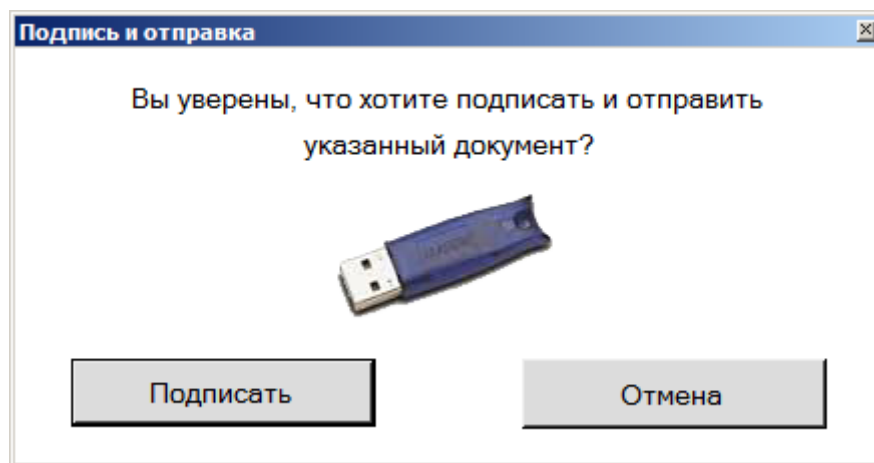 Подпись и отправка
Вы уверены, что хотите подписать и отправить
указанный документ?
Подписать
Отмена